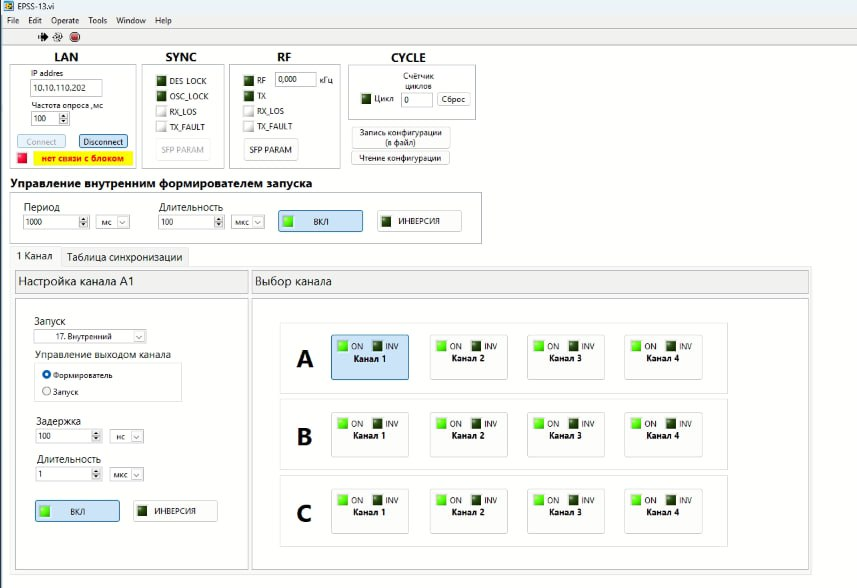 EPSS-13.vi
File Edit Operate Tools Window Help
LAN
IP addres
10.10.110.202
Частота опроса ,мс
100
Connect Disconnect
нет связи с блоком
SYNC
DES LOCK
OSC_LOCK
RX_LOS
TX_FAULT
SFP PARAM
RF
RF 0,000 кГц
TX
RX_LOS
TX_FAULT
SFP PARAM
CYCLE
Счётчик
циклов
Цикл 0 Сброс
Запись конфигурации
(в файл)
Чтение конфигурации
Управление внутренним формирователем запуска
Период Длительность
1000 мс 100 мкс ВКЛ ИНВЕРСИЯ
1 Канал Таблица синхронизации
Настройка канала A1
Запуск
17. Внутренний
Управление выходом канала
Формирователь
Запуск
Задержка
100 нс
Длительность
1 мкс
ВКЛ ИНВЕРСИЯ
Выбор канала
A
ON INV ON INV ON INV ON INV
Канал 1 Канал 2 Канал 3 Канал 4
B
ON INV ON INV ON INV ON INV
Канал 1 Канал 2 Канал 3 Канал 4
C
ON INV ON INV ON INV ON INV
Канал 1 Канал 2 Канал 3 Канал 4